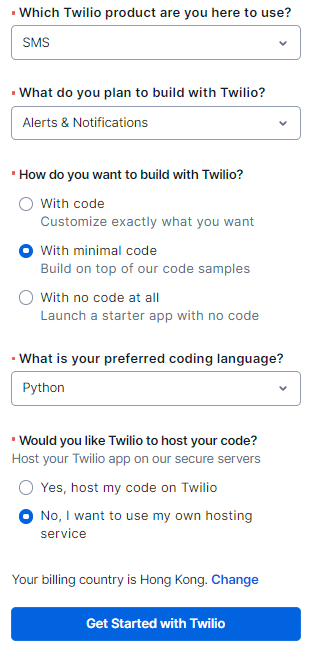 * Which Twilio product are you here to use?
SMS
* What do you plan to build with Twilio?
Alerts & Notifications
* How do you want to build with Twilio?
With code
Customize exactly what you want
With minimal code
Build on top of our code samples
With no code at all
Launch a starter app with no code
* What is your preferred coding language?
Python
* Would you like Twilio to host your code?
Host your Twilio app on our secure servers
Yes, host my code on Twilio
No, I want to use my own hosting
service
Your billing country is Hong Kong. Change
Get Started with Twilio